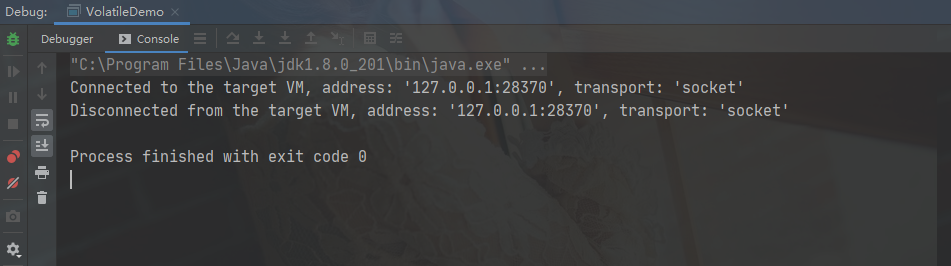 Debug: VolatileDemo
Debugger Console
"C:\Program Files\Java\jdk1.8.0_201\bin\java.exe" ...
Connected to the target VM, address: '127.0.0.1:28370', transport: 'socket'
Disconnected from the target VM, address: '127.0.0.1:28370', transport: 'socket'
Process finished with exit code 0